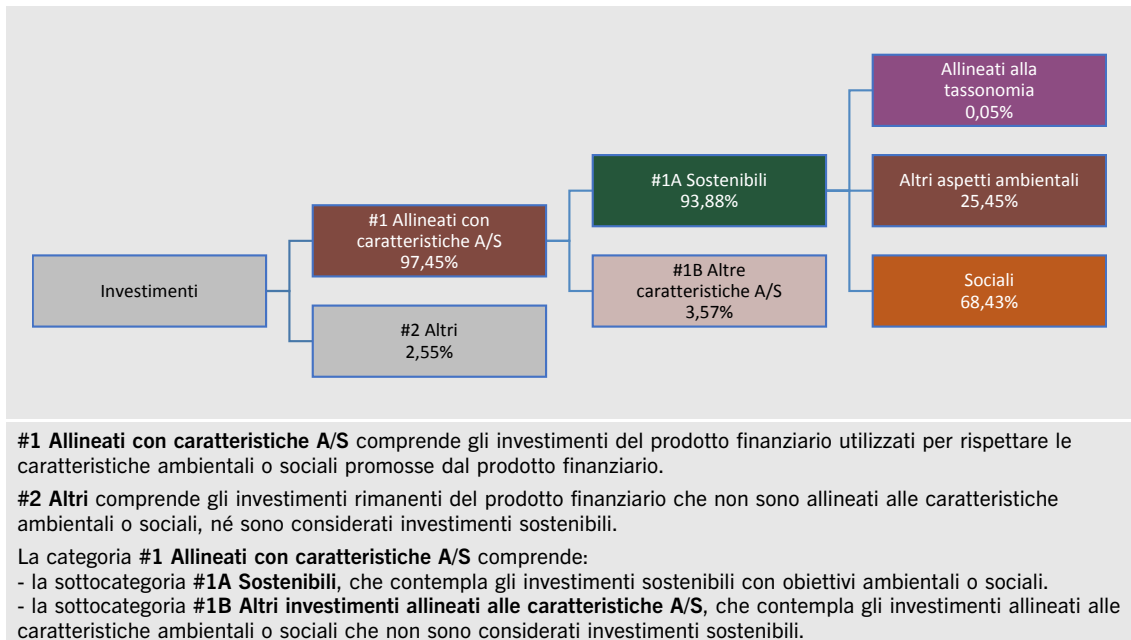 Investimenti
#1 Allineati con
caratteristiche A/S
97,45%
#2 Altri
2,55%
#1A Sostenibili
93,88%
#1B Altre
caratteristiche A/S
3,57%
Allineati alla
tassonomia
0,05%
Altri aspetti ambientali
25,45%
Sociali
68,43%
#1 Allineati con caratteristiche A/S comprende gli investimenti del prodotto finanziario utilizzati per rispettare le
caratteristiche ambientali o sociali promosse dal prodotto finanziario.
#2 Altri comprende gli investimenti rimanenti del prodotto finanziario che non sono allineati alle caratteristiche
ambientali o sociali, né sono considerati investimenti sostenibili.
La categoria #1 Allineati con caratteristiche A/S comprende:
- la sottocategoria #1A Sostenibili, che contempla gli investimenti sostenibili con obiettivi ambientali o sociali.
- la sottocategoria #1B Altri investimenti allineati alle caratteristiche A/S, che contempla gli investimenti allineati alle
caratteristiche ambientali o sociali che non sono considerati investimenti sostenibili.